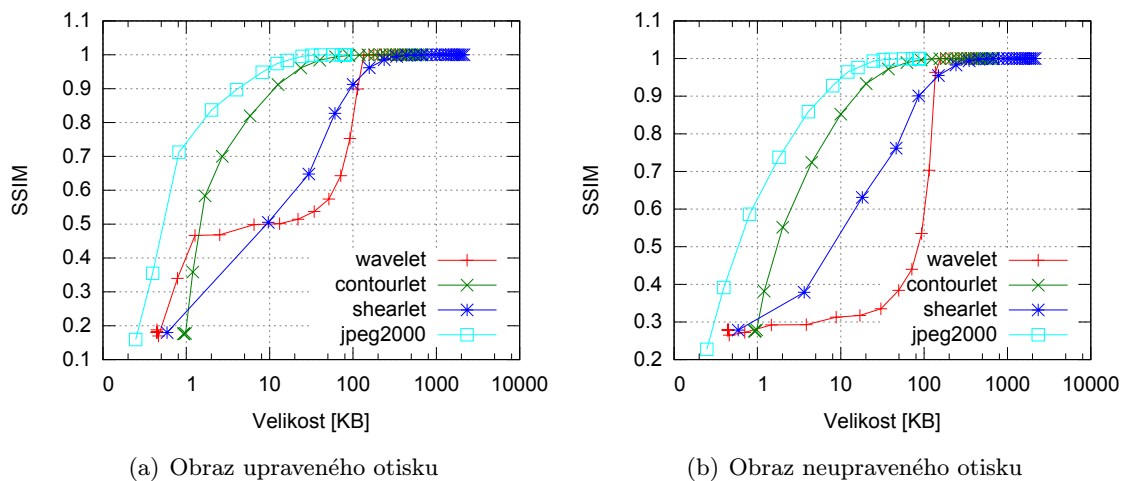 1.1
1
0.9
0.8
0.7
0.6
0.5
0.4
0.3
0.2
0.1
SSIM
wavelet
contourlet
shearlet
jpeg2000
0 1 10 100 1000 10000
Velikost [KB]
(a) Obraz upraveného otisku
1.1
1
0.9
0.8
0.7
0.6
0.5
0.4
0.3
0.2
SSIM
wavelet
contourlet
shearlet
jpeg2000
0 1 10 100 1000 10000
Velikost [KB]
(b) Obraz neupraveného otisku